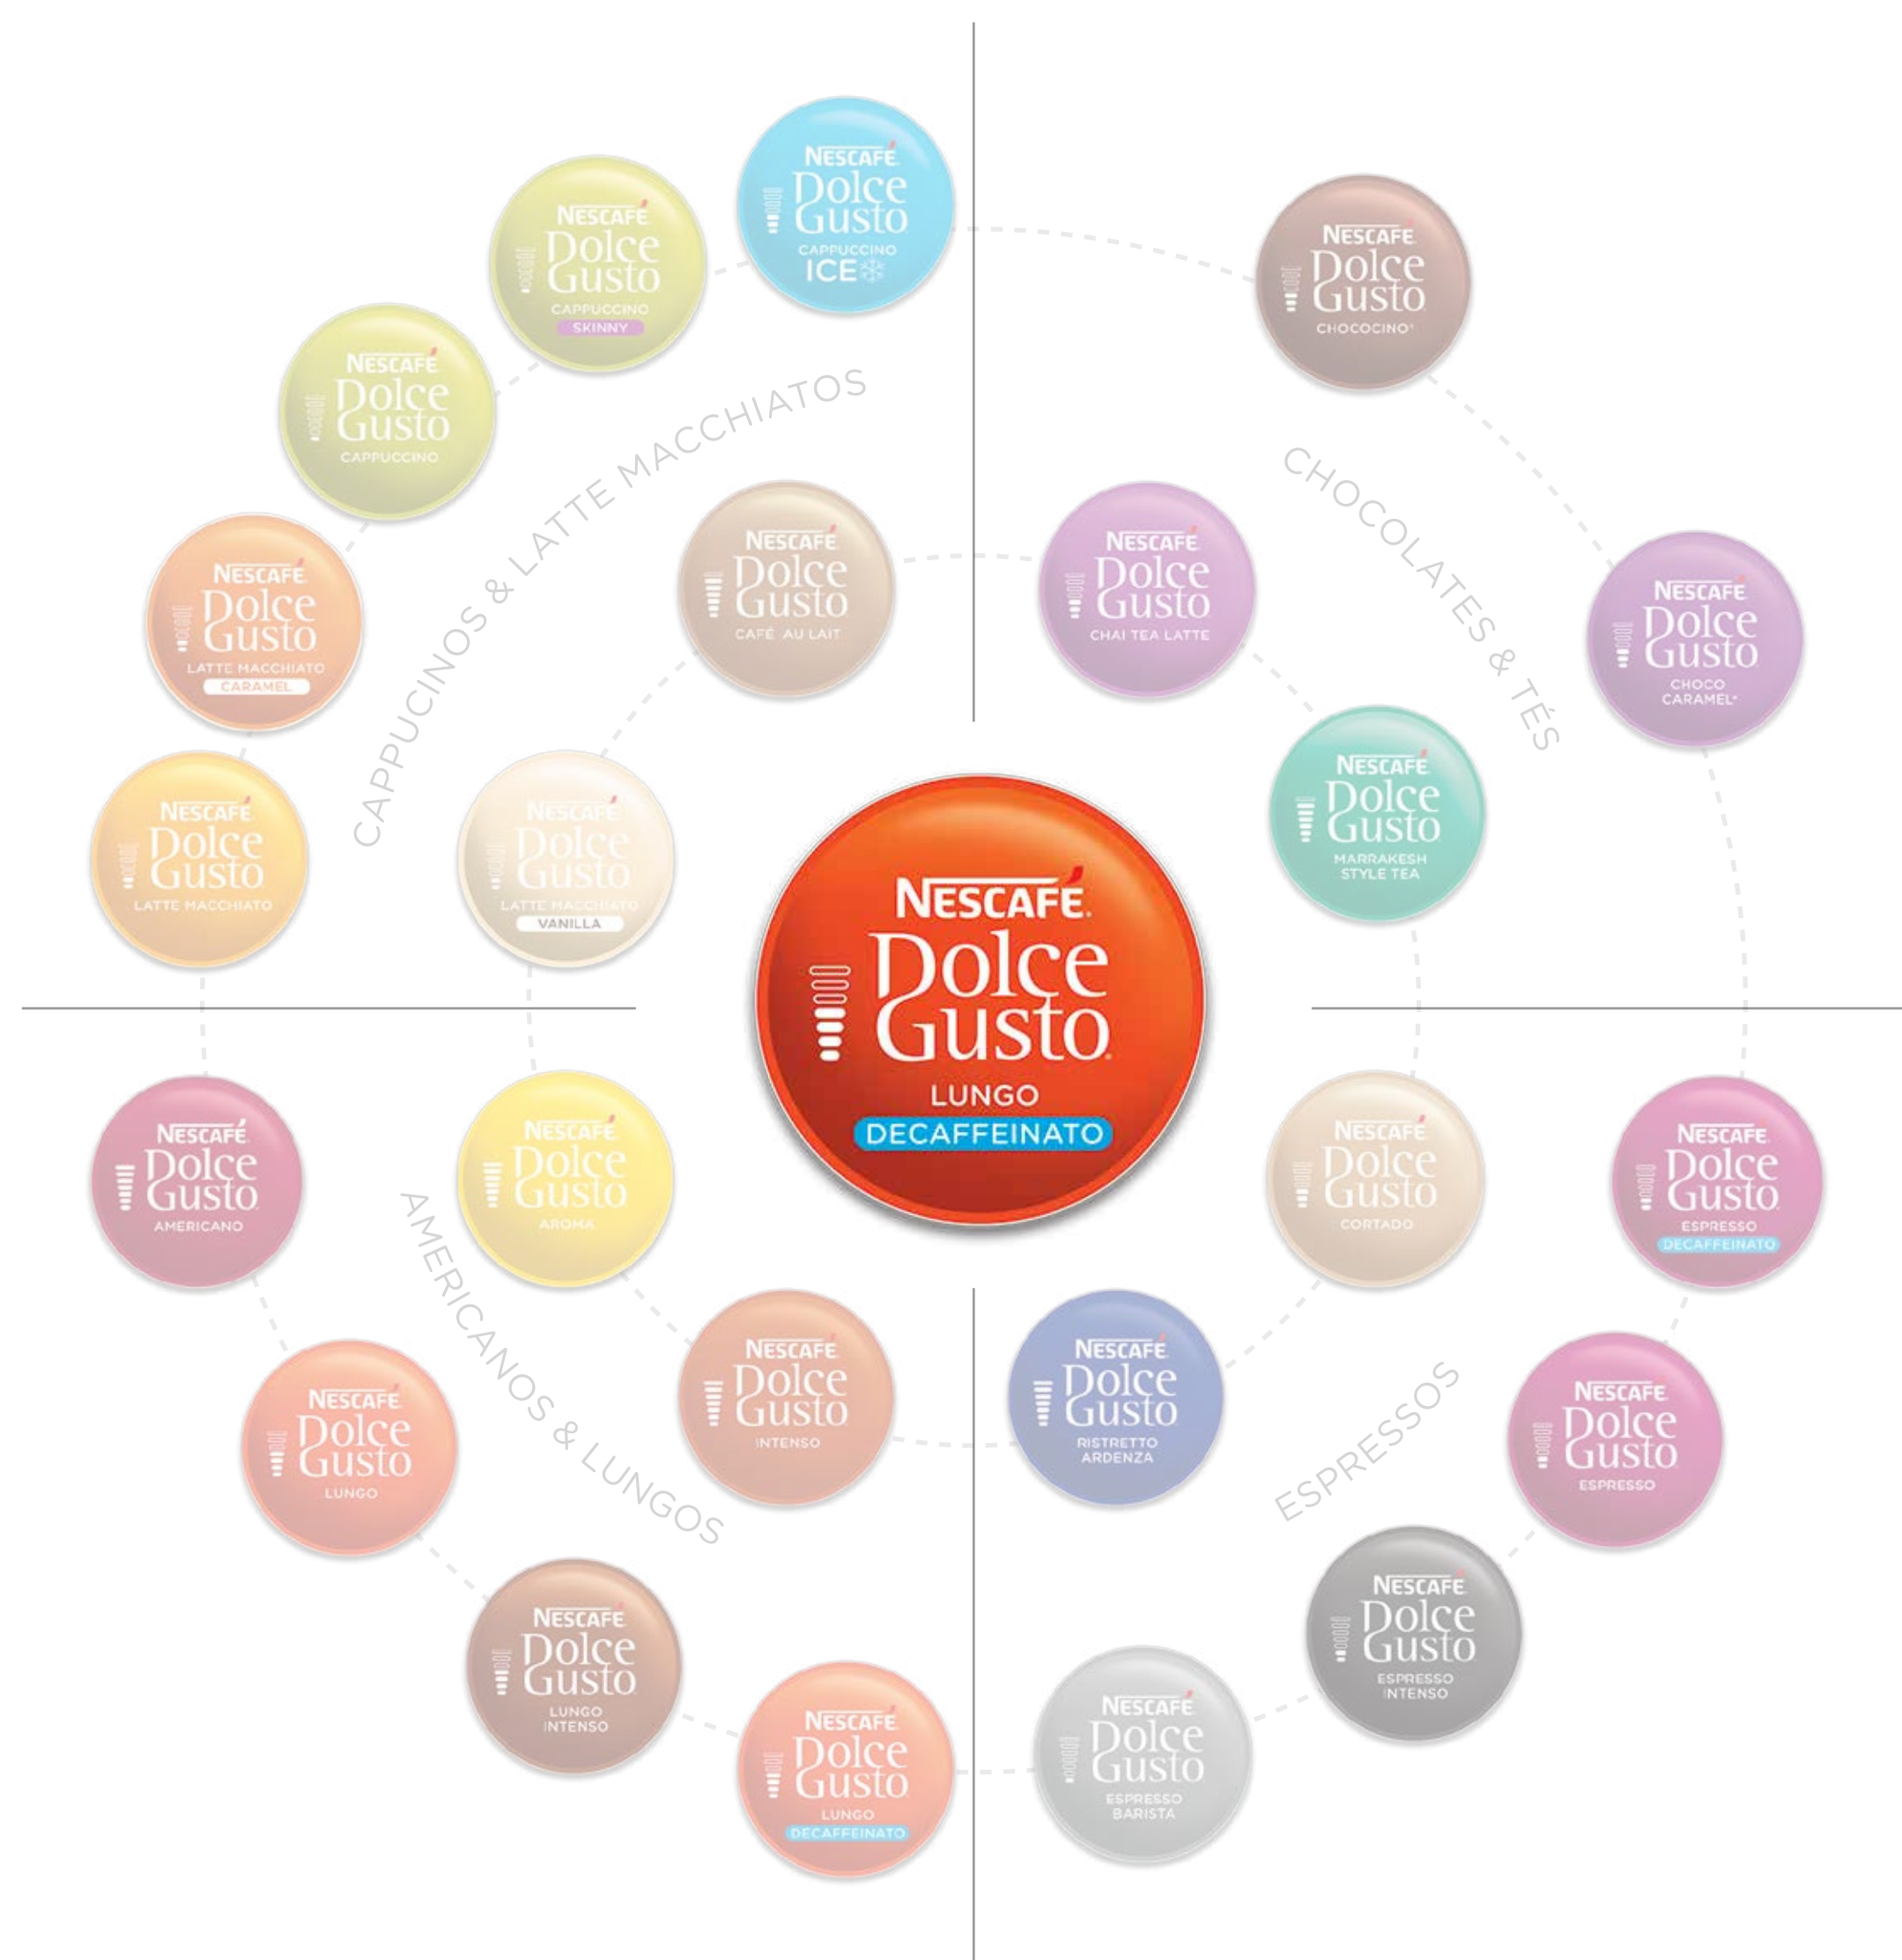 NESCAFÉ
Dolce
Gusto
CAPPUCCINO
ICE
NESCAFÉ
Dolce
Gusto
CAPPUCCINO
SKINNY
NESCAFÉ
Dolce
Gusto
CAPPUCCINO
NESCAFÉ
Dolce
Gusto
LATTE MACCHIATO
CARAMEL
NESCAFÉ
Dolce
Gusto
LATTE MACCHIATO
CAPPUCINOS & LATTE MACCHIATOS
NESCAFÉ
Dolce
Gusto
CAFÉ AU LAIT
NESCAFÉ
Dolce
Gusto
LATTE MACCHIATO
VANILLA
NESCAFÉ
Dolce
Gusto
CHOCOCINO*
CHOCOLATES & TÉS
NESCAFÉ
Dolce
Gusto
CHOCO
CARAMEL*
NESCAFÉ
Dolce
Gusto
CHAI TEA LATTE
NESCAFÉ
Dolce
Gusto
MARRAKESH
STYLE TEA
NESCAFÉ.
Dolce
Gusto
LUNGO
DECAFFEINATO
NESCAFÉ
Dolce
Gusto
AMERICANO
NESCAFÉ
Dolce
Gusto
AROMA
AMERICANOS & LUNGOS
NESCAFÉ
Dolce
Gusto
INTENSO
NESCAFÉ
Dolce
Gusto
LUNGO
NESCAFÉ
Dolce
Gusto
LUNGO
INTENSO
NESCAFÉ
Dolce
Gusto
LUNGO
DECAFFEINATO
NESCAFÉ
Dolce
Gusto
CORTADO
NESCAFÉ
Dolce
Gusto
ESPRESSO
DECAFFEINATO
NESCAFÉ
Dolce
Gusto
RISTRETTO
ARDENZA
ESPRESSOS
NESCAFÉ
Dolce
Gusto
ESPRESSO
NESCAFÉ
Dolce
Gusto
ESPRESSO
INTENSO
NESCAFÉ
Dolce
Gusto
ESPRESSO
BARISTA